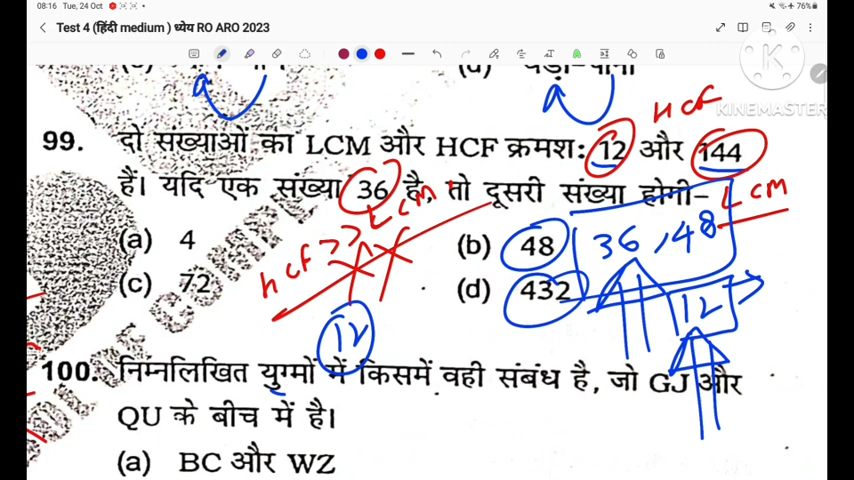 08:16 Tue, 24 Oct
76%
Test 4 (हिंदी medium ) ध्येय RO ARO 2023
KINEMASTER
HCF
99. दो संख्याओं का LCM और HCF क्रमश: 12 और 144
हैं। यदि एक संख्या 36 है, तो दूसरी संख्या होगी-
LCM
HCF >> LCM
36, 48
(a) 4 (b) 48
(c) 72 (d) 432
12
12
100. निम्नलिखित युग्मों में किसमें वही संबंध है, जो GJ और
QU के बीच में है।
(a) BC और WZ